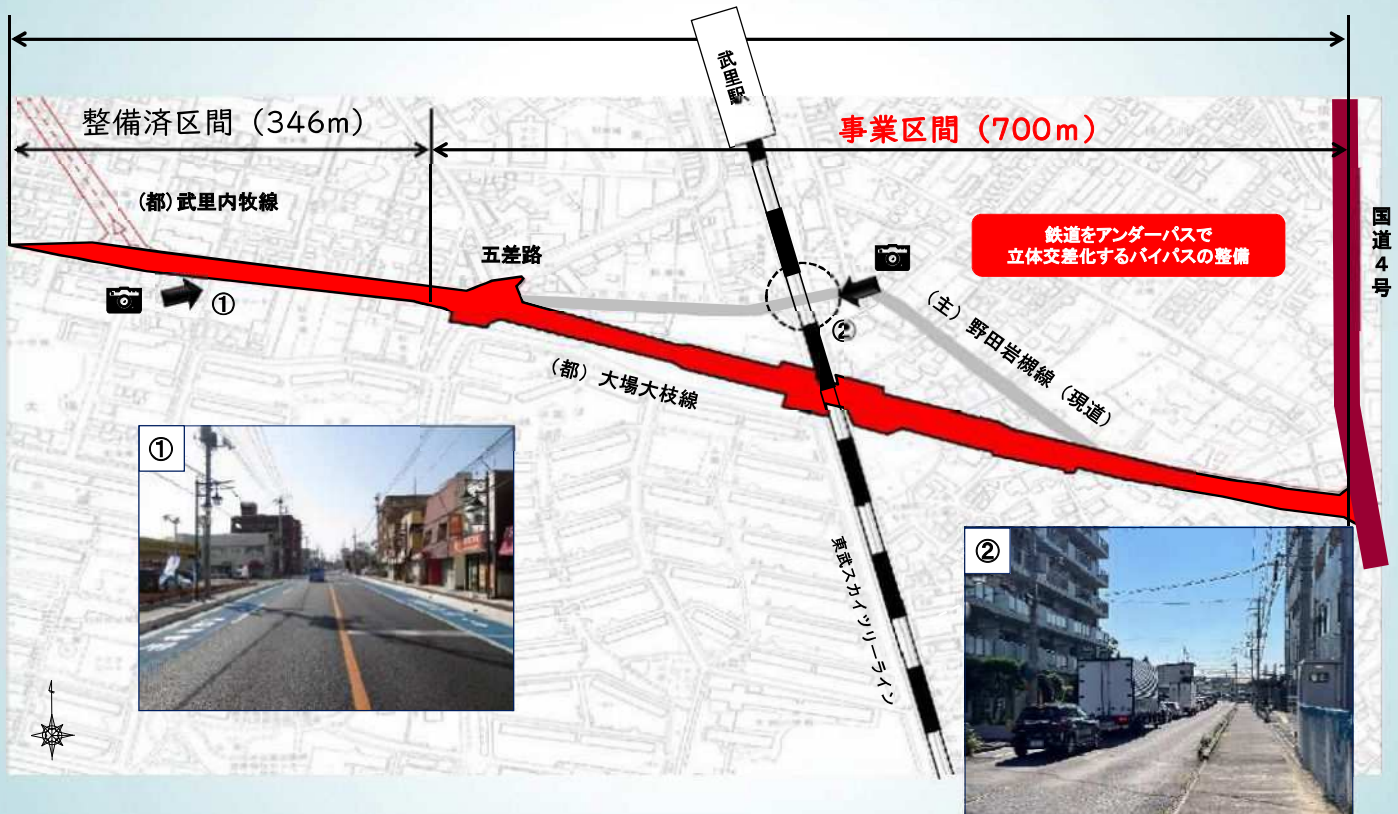 武里駅
整備済区間（346m）
事業区間（700m）
（都）武里内牧線
国道4号
鉄道をアンダーパスで
立体交差化するバイパスの整備
五差路
①
②
（主）野田岩槻線（現道）
（都）大場大枝線
①
東武スカイツリーライン
②